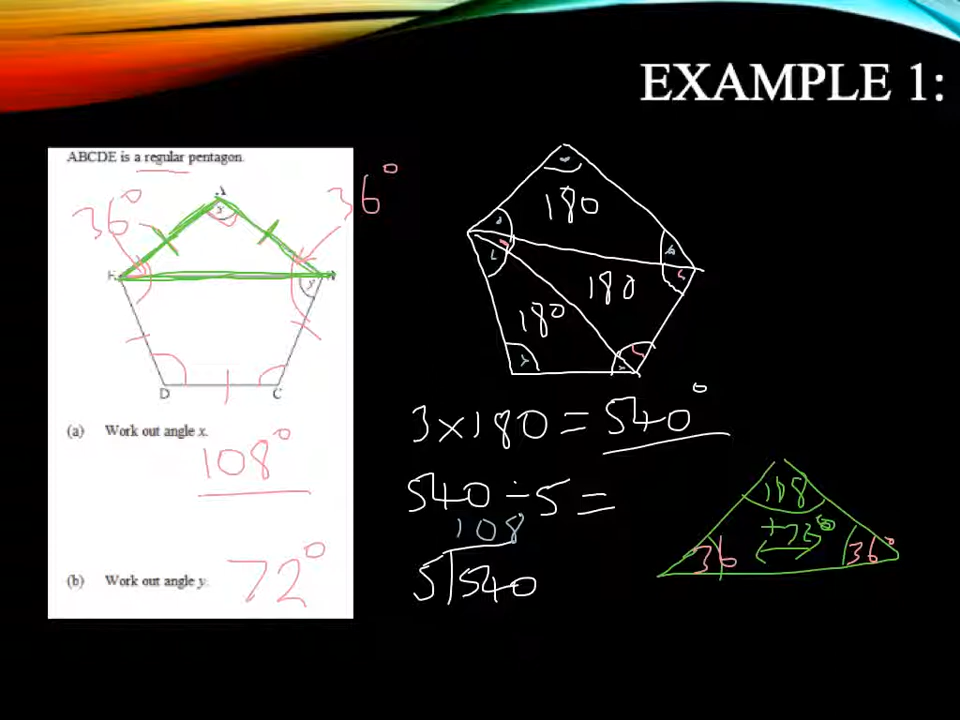 EXAMPLE 1:
ABCDE is a regular pentagon.
36°
36°
A
x
E
B
y
D
C
(a) Work out angle x.
108°
(b) Work out angle y.
72°
180
180
180
3 x 180 = 540°
540 ÷ 5 =
108
5 540
108
+72°
36
36°